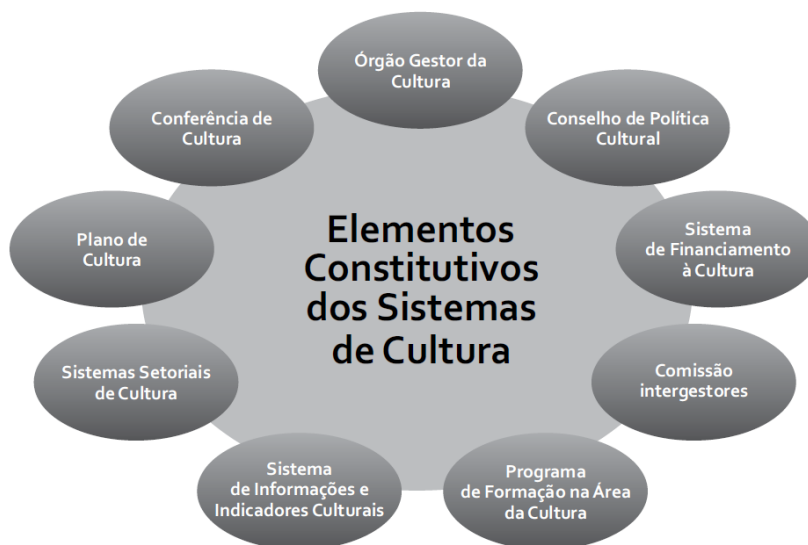 Órgão Gestor da
Cultura
Conferência de
Cultura
Conselho de Política
Cultural
Plano de
Cultura
Elementos
Constitutivos
dos Sistemas
de Cultura
Sistema
de Financiamento
à Cultura
Sistemas Setoriais
de Cultura
Comissão
intergestores
Sistema
de Informações e
Indicadores Culturais
Programa
de Formação na Área
da Cultura